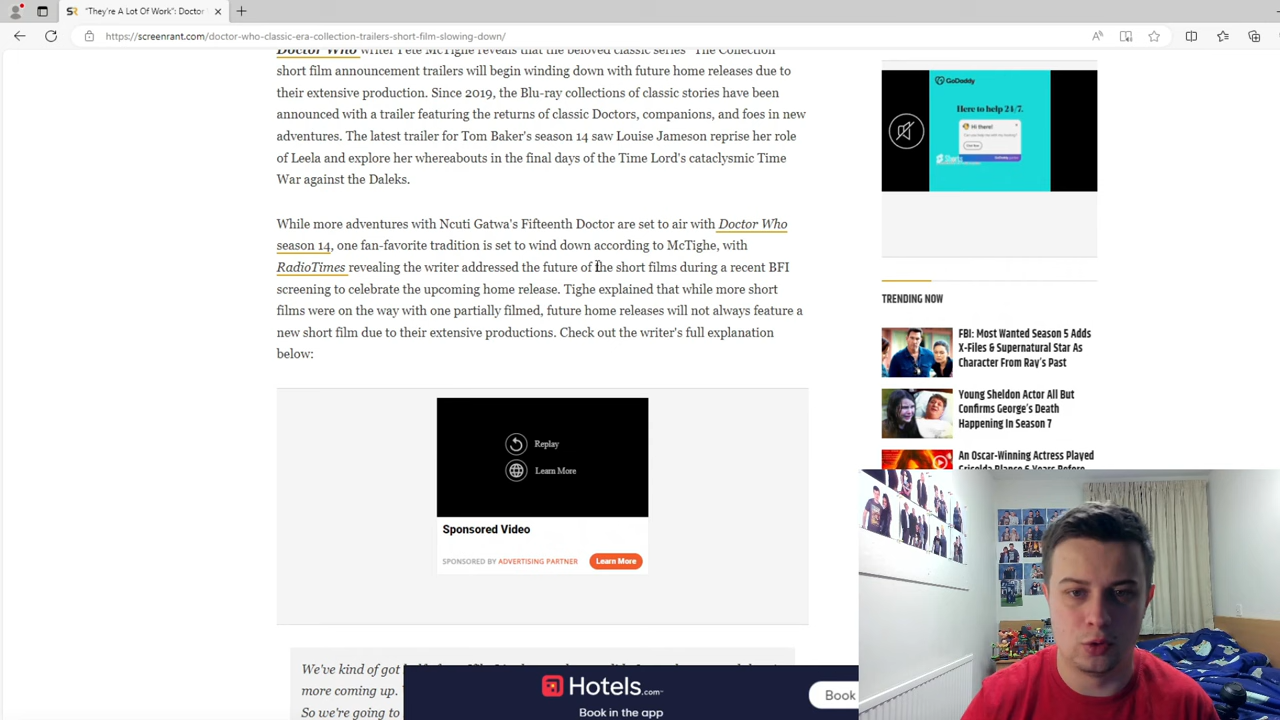 "They're A Lot Of Work": Doctor
https://screenrant.com/doctor-who-classic-era-collection-trailers-short-film-slowing-down/
Doctor Who writer Pete McTighe reveals that the beloved classic series' "The Collection"
short film announcement trailers will begin winding down with future home releases due to
their extensive production. Since 2019, the Blu-ray collections of classic stories have been
announced with a trailer featuring the returns of classic Doctors, companions, and foes in new
adventures. The latest trailer for Tom Baker's season 14 saw Louise Jameson reprise her role
of Leela and explore her whereabouts in the final days of the Time Lord's cataclysmic Time
War against the Daleks.
While more adventures with Ncuti Gatwa's Fifteenth Doctor are set to air with Doctor Who
season 14, one fan-favorite tradition is set to wind down according to McTighe, with
RadioTimes revealing the writer addressed the future of the short films during a recent BFI
screening to celebrate the upcoming home release. Tighe explained that while more short
films were on the way with one partially filmed, future home releases will not always feature a
new short film due to their extensive productions. Check out the writer's full explanation
below:
Replay
Learn More
Sponsored Video
SPONSORED BY ADVERTISING PARTNER
Learn More
We've kind of got
more coming up.
So we're going to
Hotels.com
Book in the app
Book
GoDaddy
Here to help 24/7.
Hi there!
TRENDING NOW
FBI: Most Wanted Season 5 Adds
X-Files & Supernatural Star As
Character From Ray's Past
Young Sheldon Actor All But
Confirms George's Death
Happening In Season 7
An Oscar-Winning Actress Played
Griselda Blanco 6 Years Before